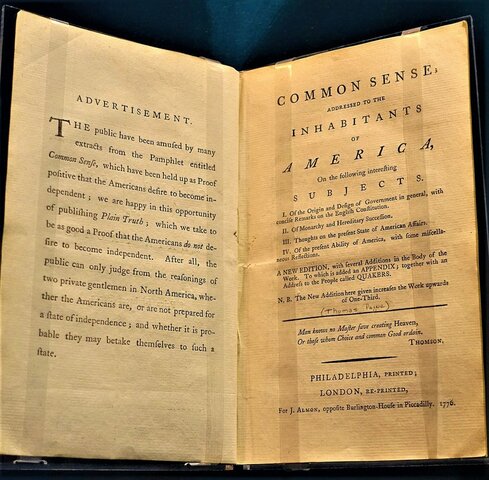 ADVERTISEMENT.
THE public have been amuſed by many
extracts from the Pamphlet entitled
Common Senſe, which have been held up as Proof
poſitive that the Americans deſire to become in-
dependent; we are happy in this opportunity
of publiſhing Plain Truth; which we take to
be as good a Proof that the Americans do not de-
ſire to become independent. After all, the
public can only judge from the reaſonings of
two private gentlemen in North America, whe-
ther the Americans are, or are not prepared for
a ſtate of independence; and whether it is pro-
bable they may betake themſelves to ſuch a
ſtate.
COMMON SENSE;
ADDRESSED TO THE
INHABITANTS
OF
AMERICA,
On the following intereſting
SUBJECTS.
I. Of the Origin and Deſign of Government in general, with
conciſe Remarks on the Engliſh Conſtitution.
II. Of Monarchy and Hereditary Succeſſion.
III. Thoughts on the preſent State of American Affairs.
IV. Of the preſent Ability of America, with ſome miſcella-
neous Reflections.
A NEW EDITION, with ſeveral Additions in the Body of the
Work. To which is added an APPENDIX; together with an
Addreſs to the People called QUAKERS.
N. B. The New Addition here given increaſes the Work upwards
of One-Third.
(Thomas Paine)
Man knows no Maſter ſave creating Heaven,
Or thoſe whom Choice and common Good ordain.
THOMSON.
PHILADELPHIA, PRINTED;
LONDON, RE-PRINTED,
For J. ALMON, oppoſite Burlington-Houſe in Piccadilly. 1776.